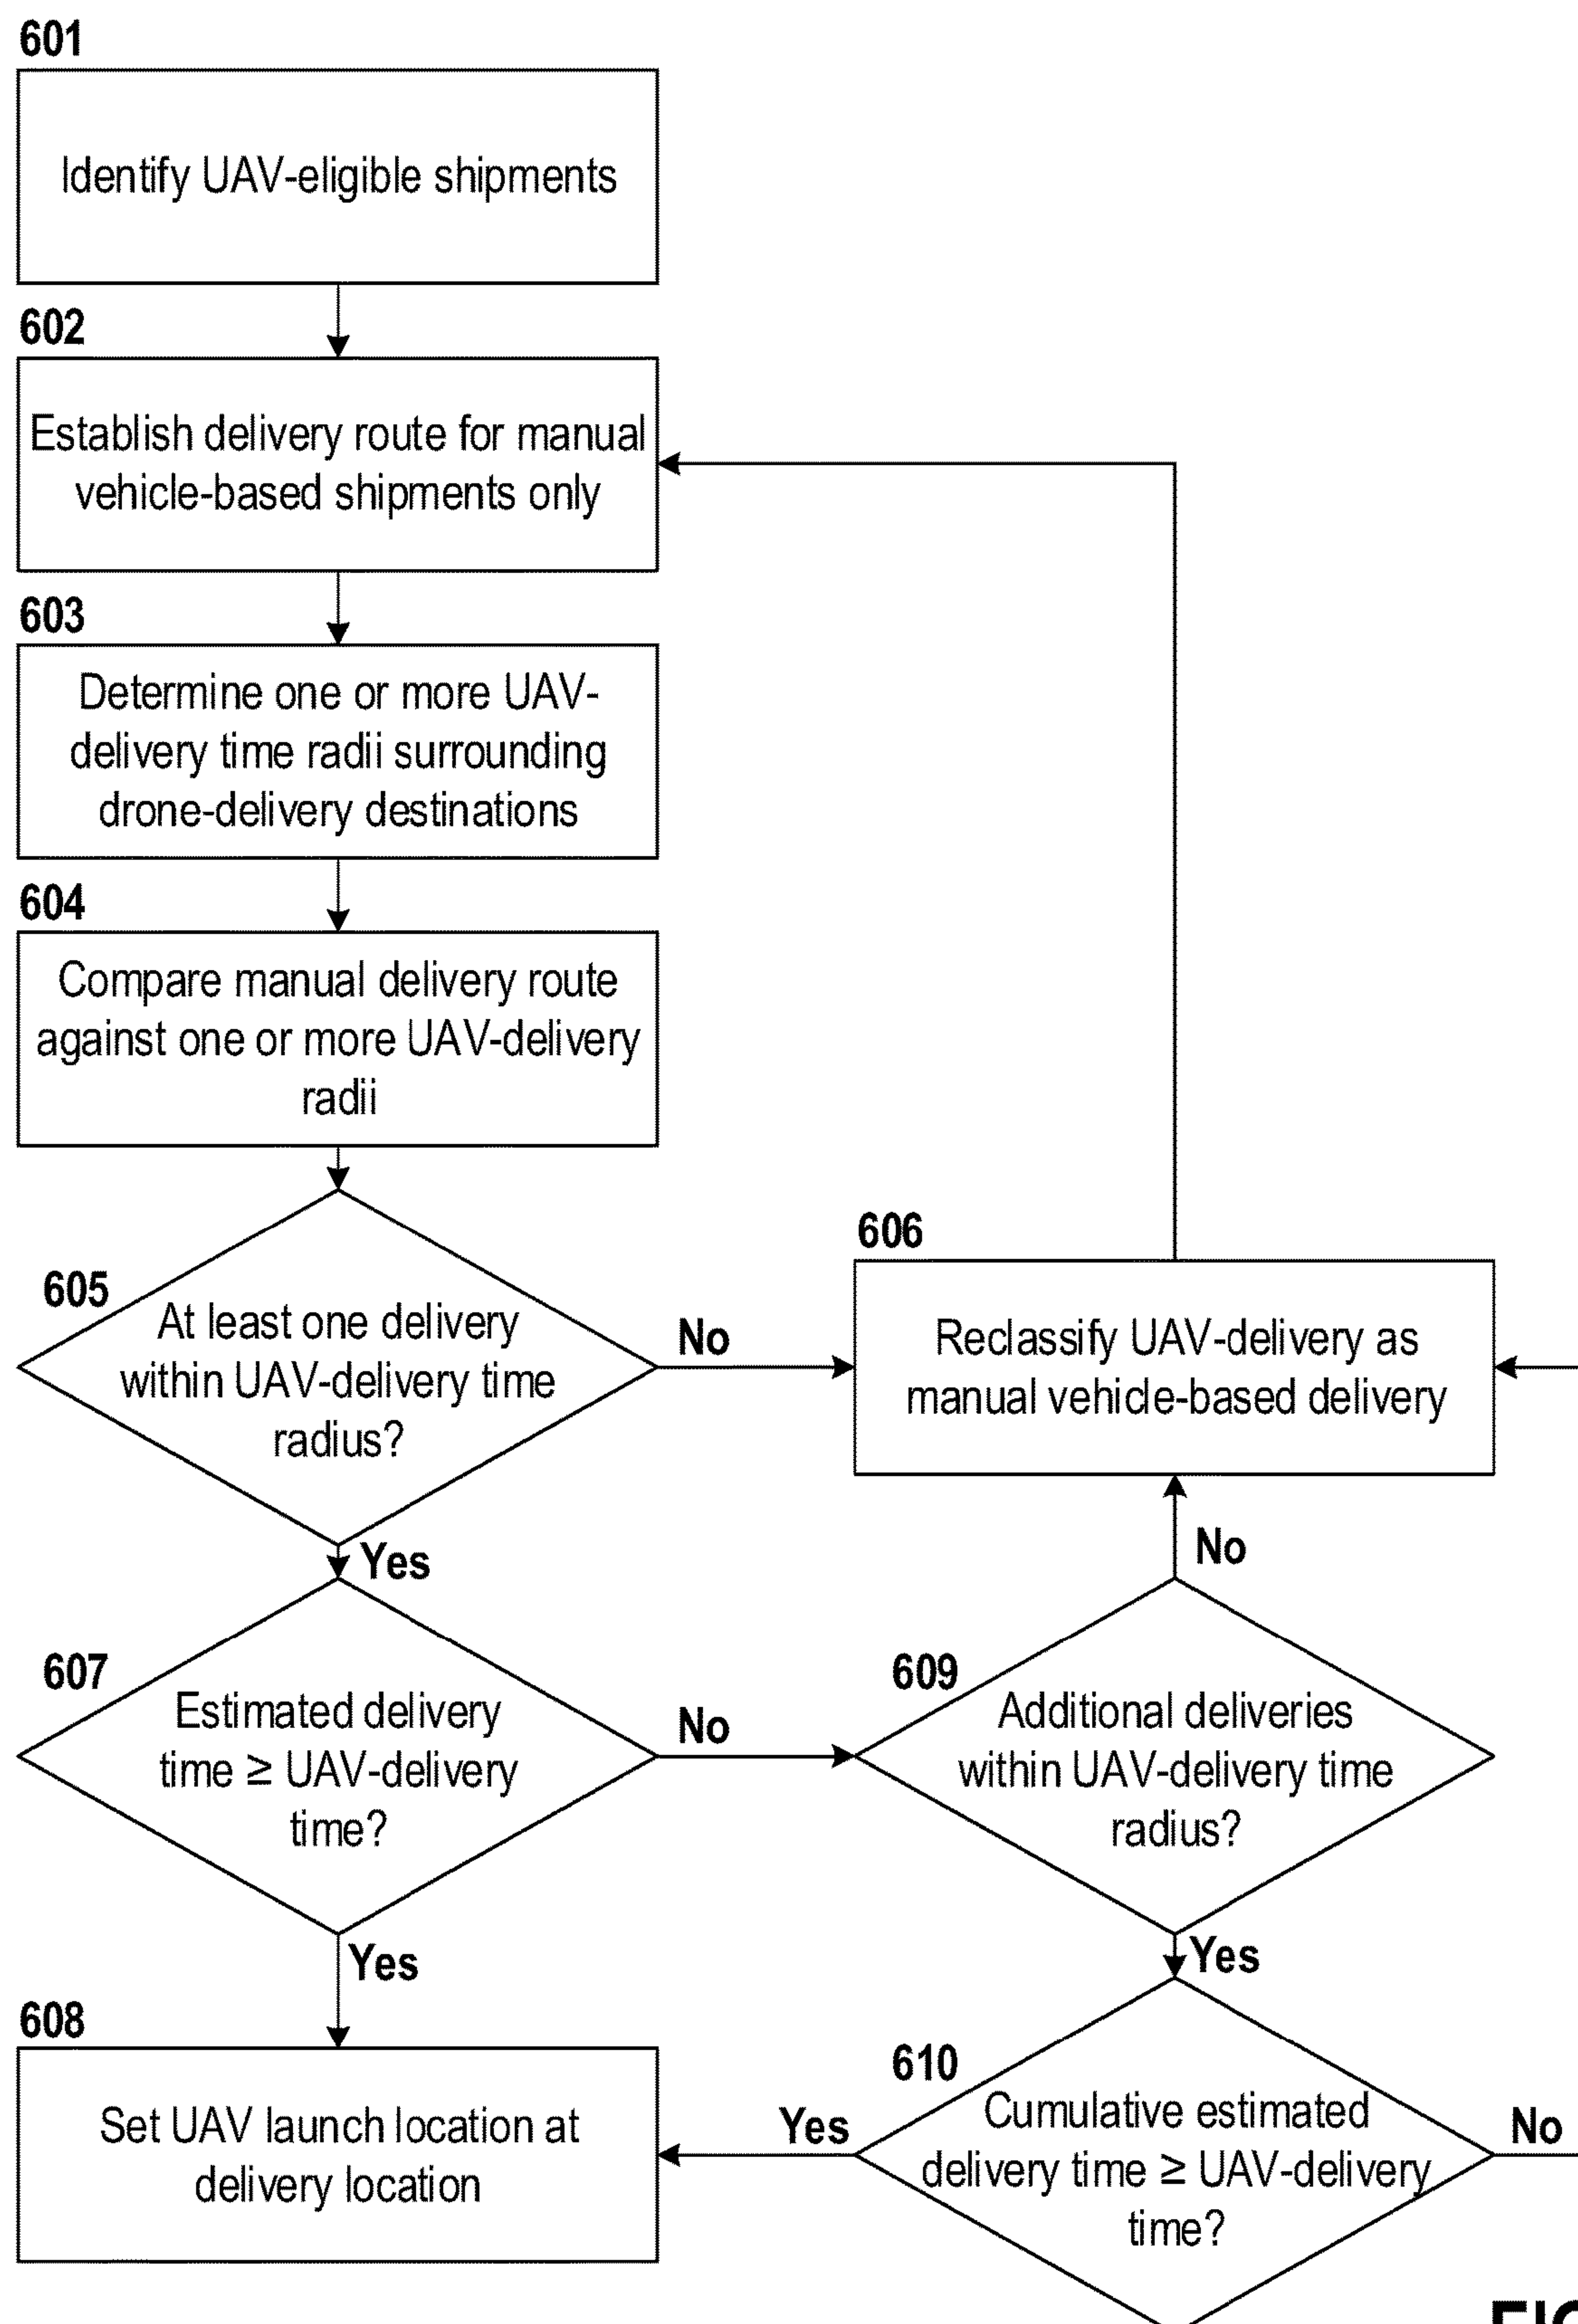 601
Identify UAV-eligible shipments
602
Establish delivery route for manual
vehicle-based shipments only
603
Determine one or more UAV-
delivery time radii surrounding
drone-delivery destinations
604
Compare manual delivery route
against one or more UAV-delivery
radii
605
At least one delivery
within UAV-delivery time
radius?
No
606
Reclassify UAV-delivery as
manual vehicle-based delivery
Yes
No
607
Estimated delivery
time ≥ UAV-delivery
time?
No
609
Additional deliveries
within UAV-delivery time
radius?
Yes
Yes
608
Set UAV launch location at
delivery location
Yes
610
Cumulative estimated
delivery time ≥ UAV-delivery
time?
No